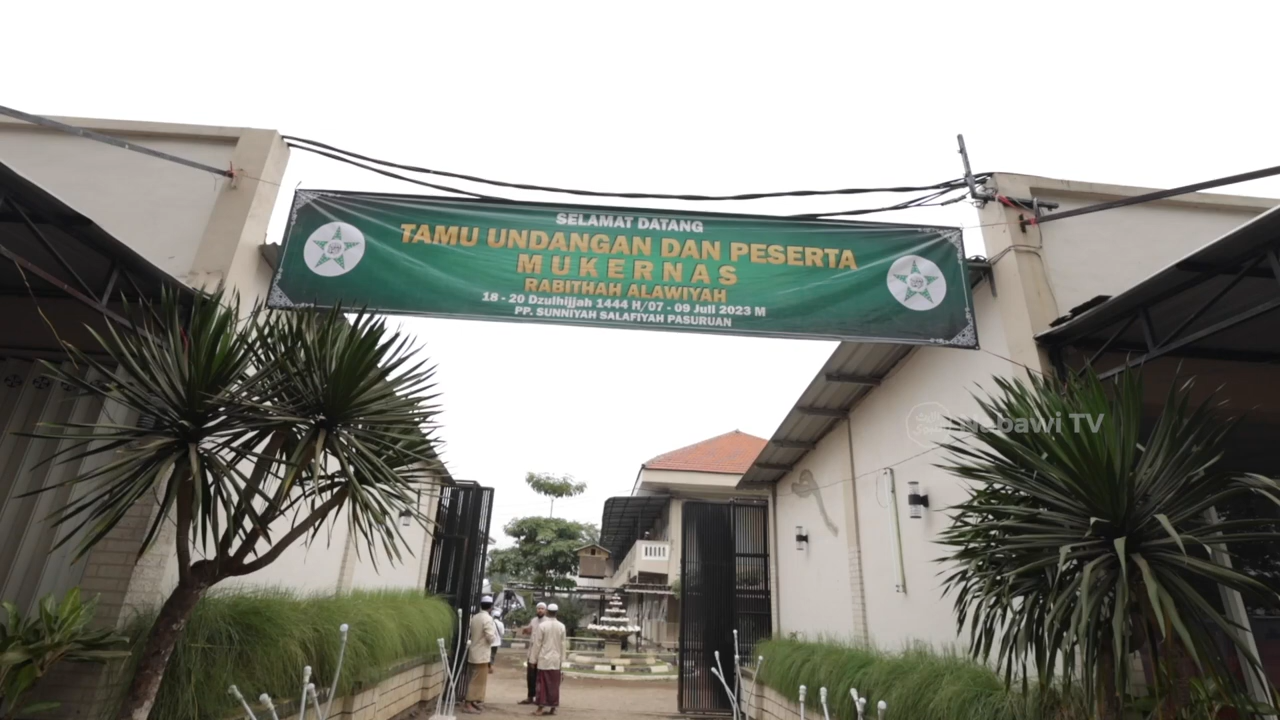 SELAMAT DATANG
TAMU UNDANGAN DAN PESERTA
MUKERNAS
RABITHAH ALAWIYAH
18 - 20 Dzulhijjah 1444 H/07 - 09 Juli 2023 M
PP. SUNNIYAH SALAFIYAH PASURUAN
Nabawi TV